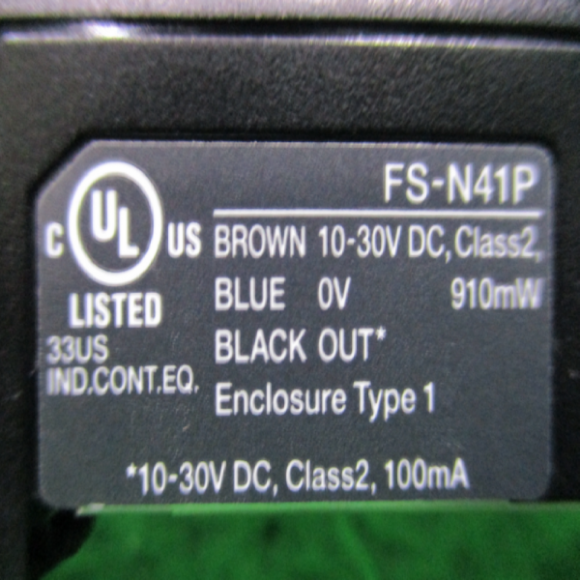 FS-N41P
C UL US
LISTED
33US
IND.CONT.EQ.
BROWN 10-30V DC, Class2,
BLUE 0V 910mW
BLACK OUT*
Enclosure Type 1
*10-30V DC, Class2, 100mA